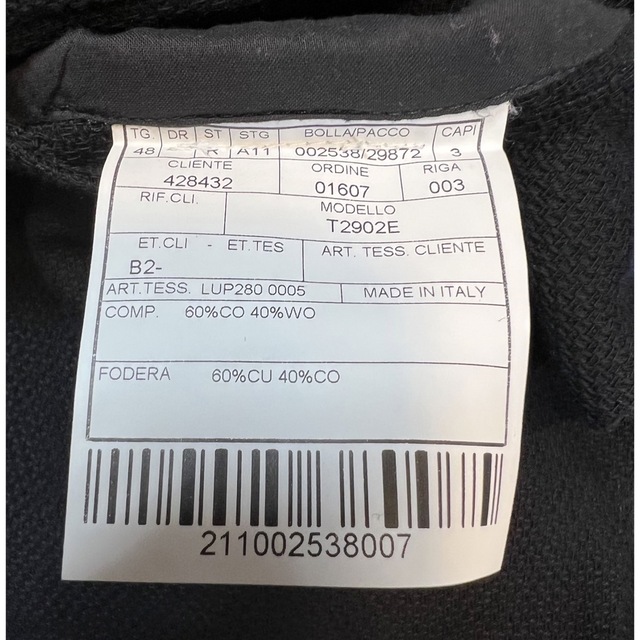 TG DR ST STG BOLLA/PACCO CAPI
48 R A11 002538/29872 3
CLIENTE ORDINE RIGA
428432 01607 003
RIF.CLI. MODELLO
T2902E
ET.CLI - ET.TES ART. TESS. CLIENTE
B2-
ART.TESS. LUP280 0005 MADE IN ITALY
COMP. 60%CO 40%WO
FODERA 60%CU 40%CO
211002538007